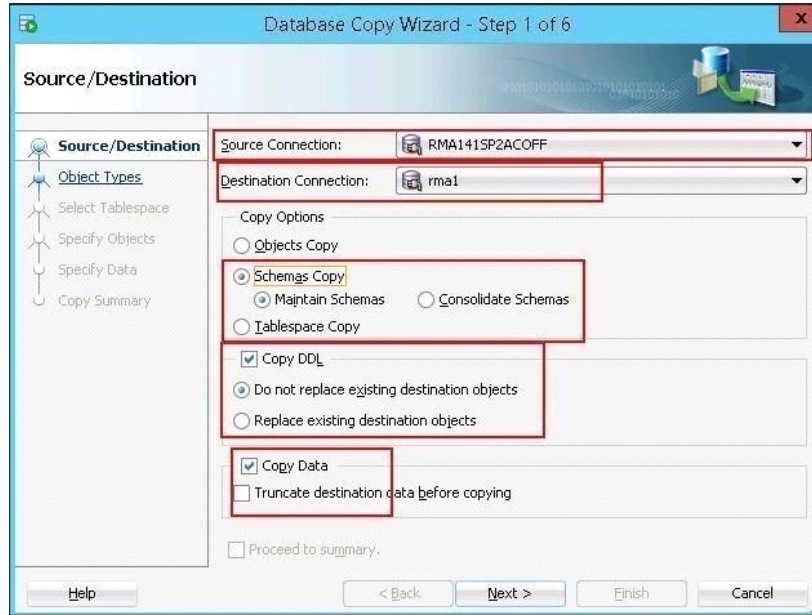 Database Copy Wizard - Step 1 of 6
X
Source/Destination
Source/Destination
Object Types
Select Tablespace
Specify Objects
Specify Data
Copy Summary
Source Connection: RMA141SP2ACOFF
Destination Connection: rma1
Copy Options
Objects Copy
Schemas Copy
Maintain Schemas Consolidate Schemas
Tablespace Copy
Copy DDL
Do not replace existing destination objects
Replace existing destination objects
Copy Data
Truncate destination data before copying
Proceed to summary.
Help < Back Next > Finish Cancel